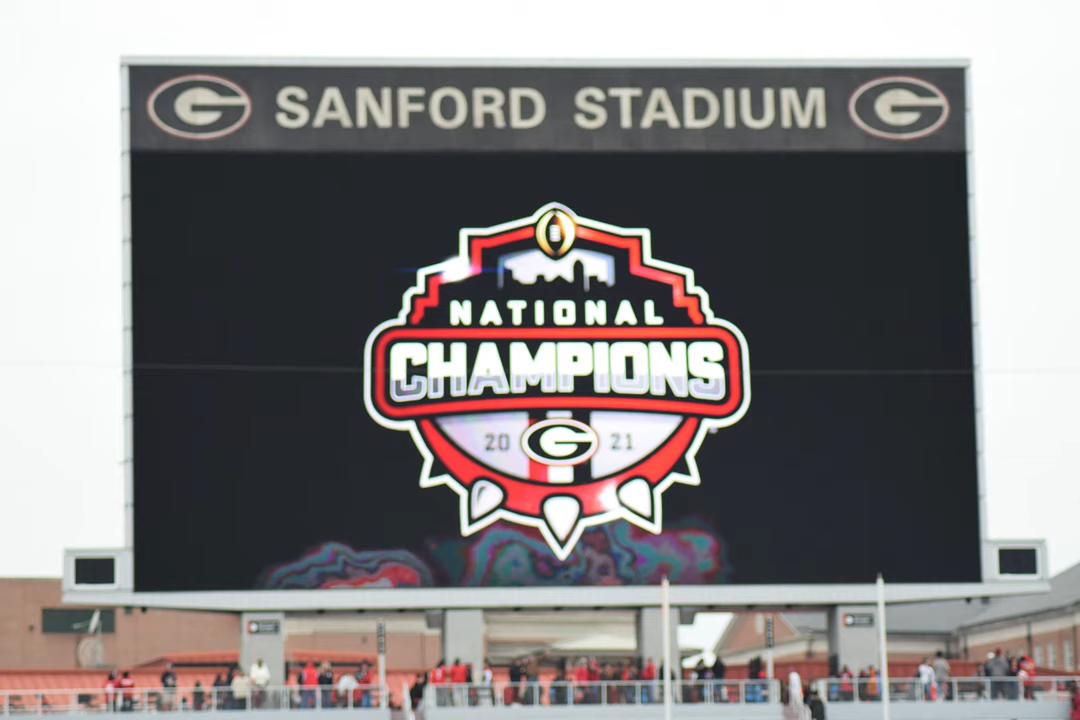 G SANFORD STADIUM G
NATIONAL
CHAMPIONS
20 G 21